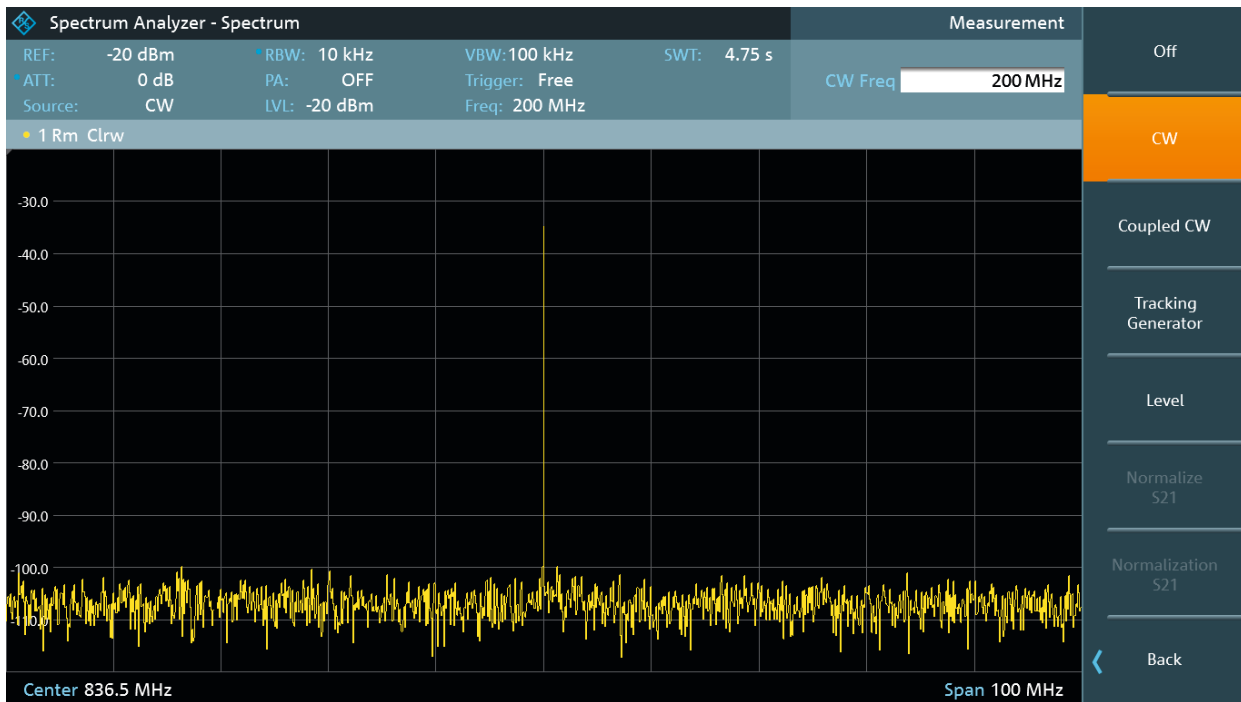 Spectrum Analyzer - Spectrum
Measurement
REF: -20 dBm RBW: 10 kHz VBW:100 kHz SWT: 4.75 s
ATT: 0 dB PA: OFF Trigger: Free
CW Freq 200 MHz
Source: CW LVL: -20 dBm Freq: 200 MHz
1 Rm Clrw
-30.0
-40.0
-50.0
-60.0
-70.0
-80.0
-90.0
-100.0
-110.0
Center 836.5 MHz
Span 100 MHz
Off
CW
Coupled CW
Tracking
Generator
Level
Normalize
S21
Normalization
S21
Back